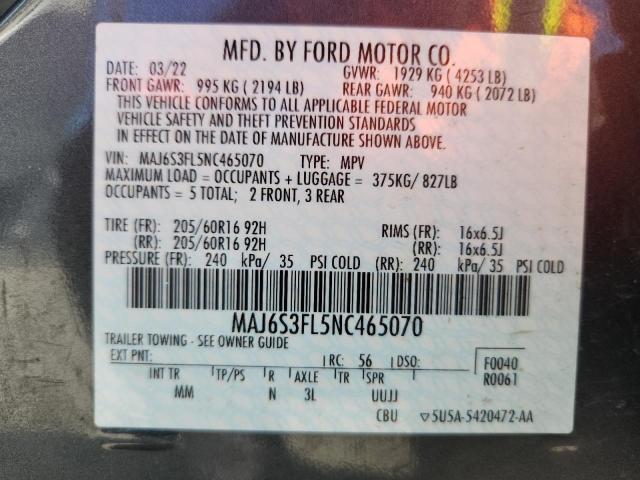 MFD. BY FORD MOTOR CO.
DATE: 03/22 GVWR: 1929 KG ( 4253 LB)
FRONT GAWR: 995 KG ( 2194 LB) REAR GAWR: 940 KG ( 2072 LB)
THIS VEHICLE CONFORMS TO ALL APPLICABLE FEDERAL MOTOR
VEHICLE SAFETY AND THEFT PREVENTION STANDARDS
IN EFFECT ON THE DATE OF MANUFACTURE SHOWN ABOVE.
VIN: MAJ6S3FL5NC465070 TYPE: MPV
MAXIMUM LOAD = OCCUPANTS + LUGGAGE = 375KG/ 827LB
OCCUPANTS = 5 TOTAL; 2 FRONT, 3 REAR
TIRE (FR): 205/60R16 92H RIMS (FR): 16x6.5J
(RR): 205/60R16 92H (RR): 16x6.5J
PRESSURE (FR): 240 kPa/ 35 PSI COLD (RR): 240 kPa/ 35 PSI COLD
MAJ6S3FL5NC465070
TRAILER TOWING - SEE OWNER GUIDE
EXT PNT: RC: 56 DSO: F0040
INT TR TP/PS R AXLE TR SPR R0061
MM N 3L UUJJ
CBU ▽5U5A-5420472-AA